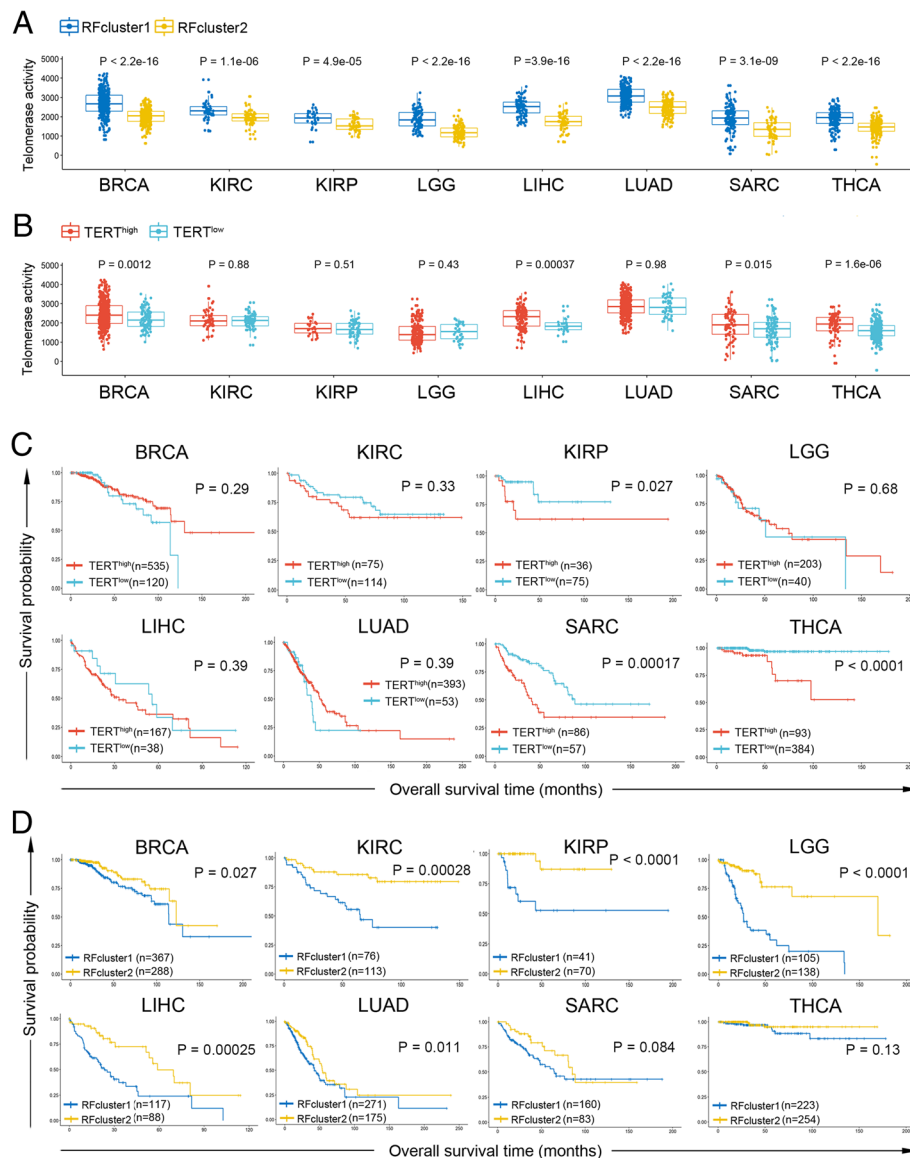 A
RFcluster1 RFcluster2
P < 2.2e-16 P = 1.1e-06 P = 4.9e-05 P < 2.2e-16 P =3.9e-16 P < 2.2e-16 P = 3.1e-09 P < 2.2e-16
Telomerase activity
5000
4000
3000
2000
1000
0
BRCA KIRC KIRP LGG LIHC LUAD SARC THCA
B
TERThigh TERTlow
P = 0.0012 P = 0.88 P = 0.51 P = 0.43 P = 0.00037 P = 0.98 P = 0.015 P = 1.6e-06
Telomerase activity
5000
4000
3000
2000
1000
0
BRCA KIRC KIRP LGG LIHC LUAD SARC THCA
C
Survival probability
BRCA KIRC KIRP LGG
P = 0.29 P = 0.33 P = 0.027 P = 0.68
TERThigh (n=535) TERThigh (n=75) TERThigh (n=36) TERThigh (n=203)
TERTlow (n=120) TERTlow (n=114) TERTlow (n=75) TERTlow (n=40)
LIHC LUAD SARC THCA
P = 0.39 P = 0.39 P = 0.00017 P < 0.0001
TERThigh (n=167) TERThigh (n=393) TERThigh (n=86) TERThigh (n=93)
TERTlow (n=38) TERTlow (n=53) TERTlow (n=57) TERTlow (n=384)
Overall survival time (months)
D
Survival probability
BRCA KIRC KIRP LGG
P = 0.027 P = 0.00028 P < 0.0001 P < 0.0001
RFcluster1 (n=367) RFcluster1 (n=76) RFcluster1 (n=41) RFcluster1 (n=105)
RFcluster2 (n=288) RFcluster2 (n=113) RFcluster2 (n=70) RFcluster2 (n=138)
LIHC LUAD SARC THCA
P = 0.00025 P = 0.011 P = 0.084 P = 0.13
RFcluster1 (n=117) RFcluster1 (n=271) RFcluster1 (n=160) RFcluster1 (n=223)
RFcluster2 (n=88) RFcluster2 (n=175) RFcluster2 (n=83) RFcluster2 (n=254)
Overall survival time (months)